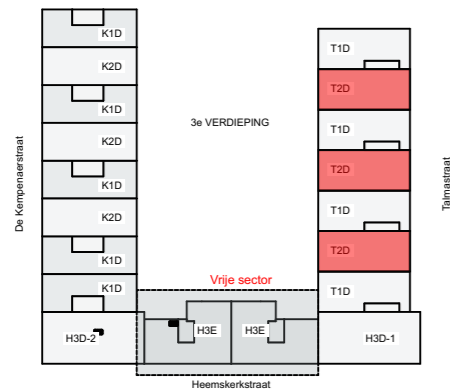 K1D
K2D
K1D
K2D
K1D
K2D
K1D
K1D
H3D-2
De Kempenaerstraat
3e VERDIEPING
Vrije sector
H3E
H3E
Heemskerkstraat
T1D
T2D
T1D
T2D
T1D
T2D
T1D
H3D-1
Talmastraat